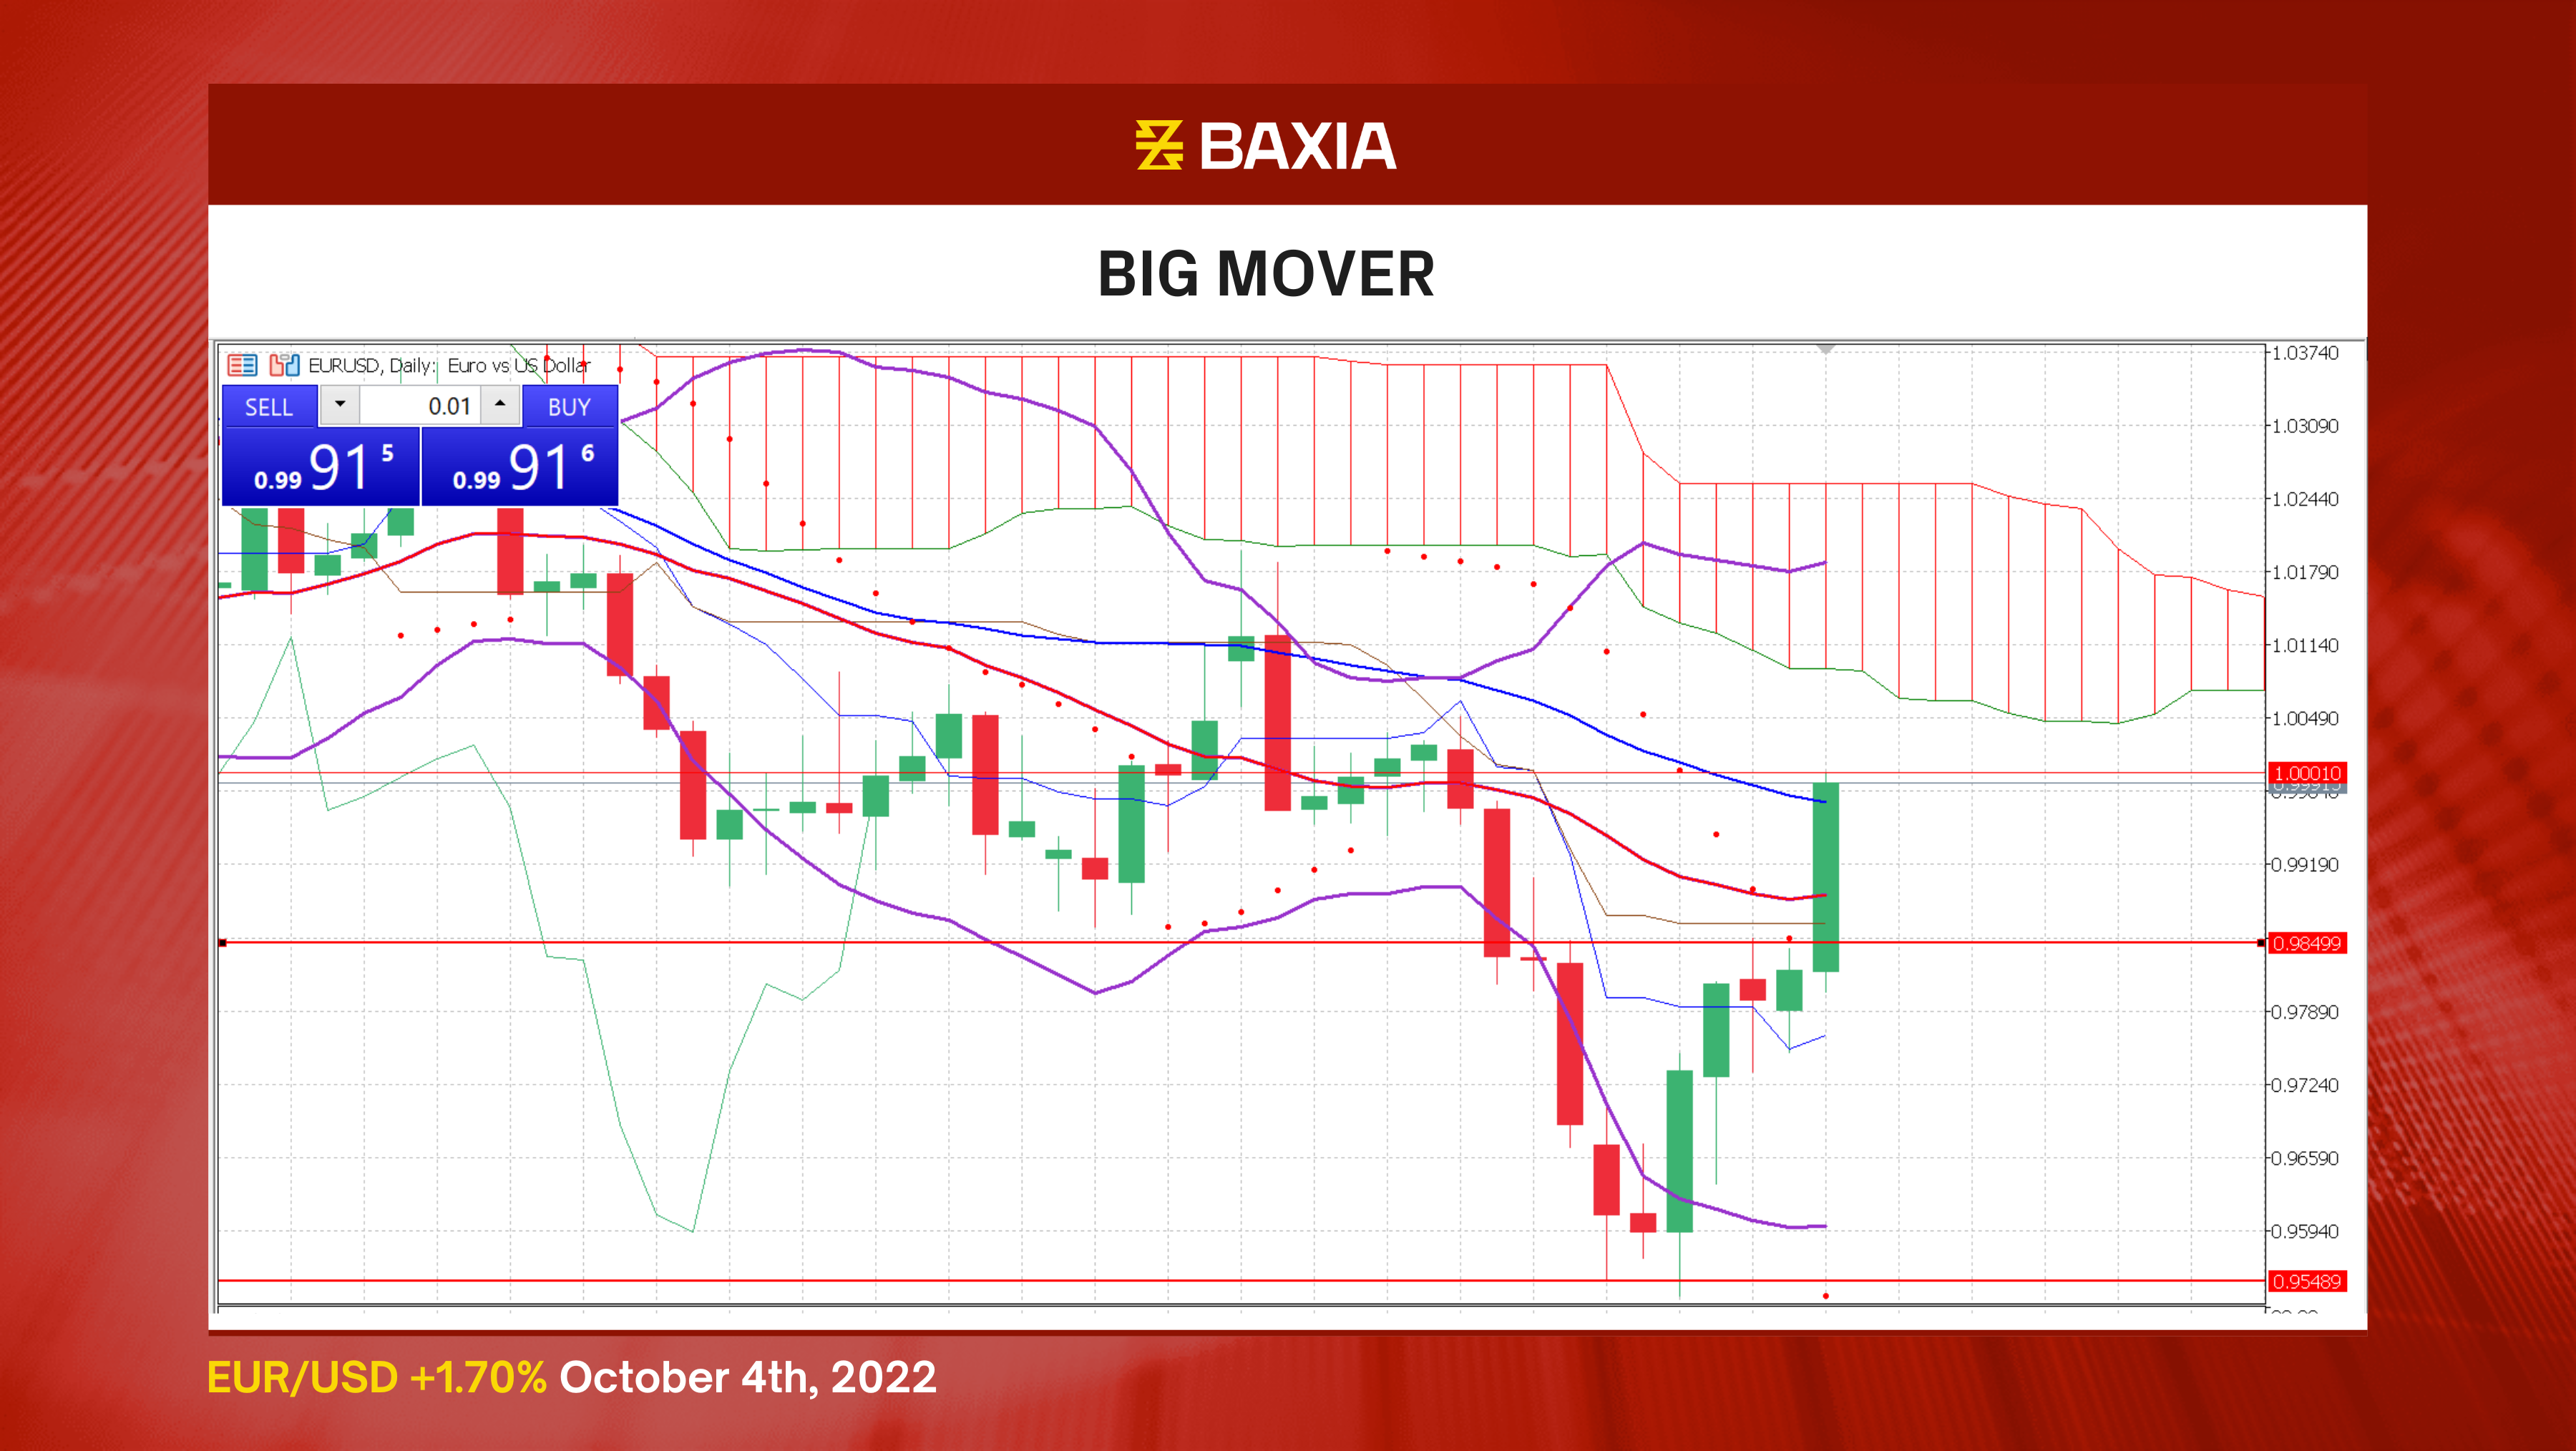 BAXIA
BIG MOVER
EURUSD, Daily: Euro vs US Dollar
SELL 0.01 BUY
0.99 91 5 0.99 91 6
1.03740
1.03090
1.02440
1.01790
1.01140
1.00490
1.00010
0.99190
0.98499
0.97890
0.97240
0.96590
0.95940
0.95489
EUR/USD +1.70% October 4th, 2022